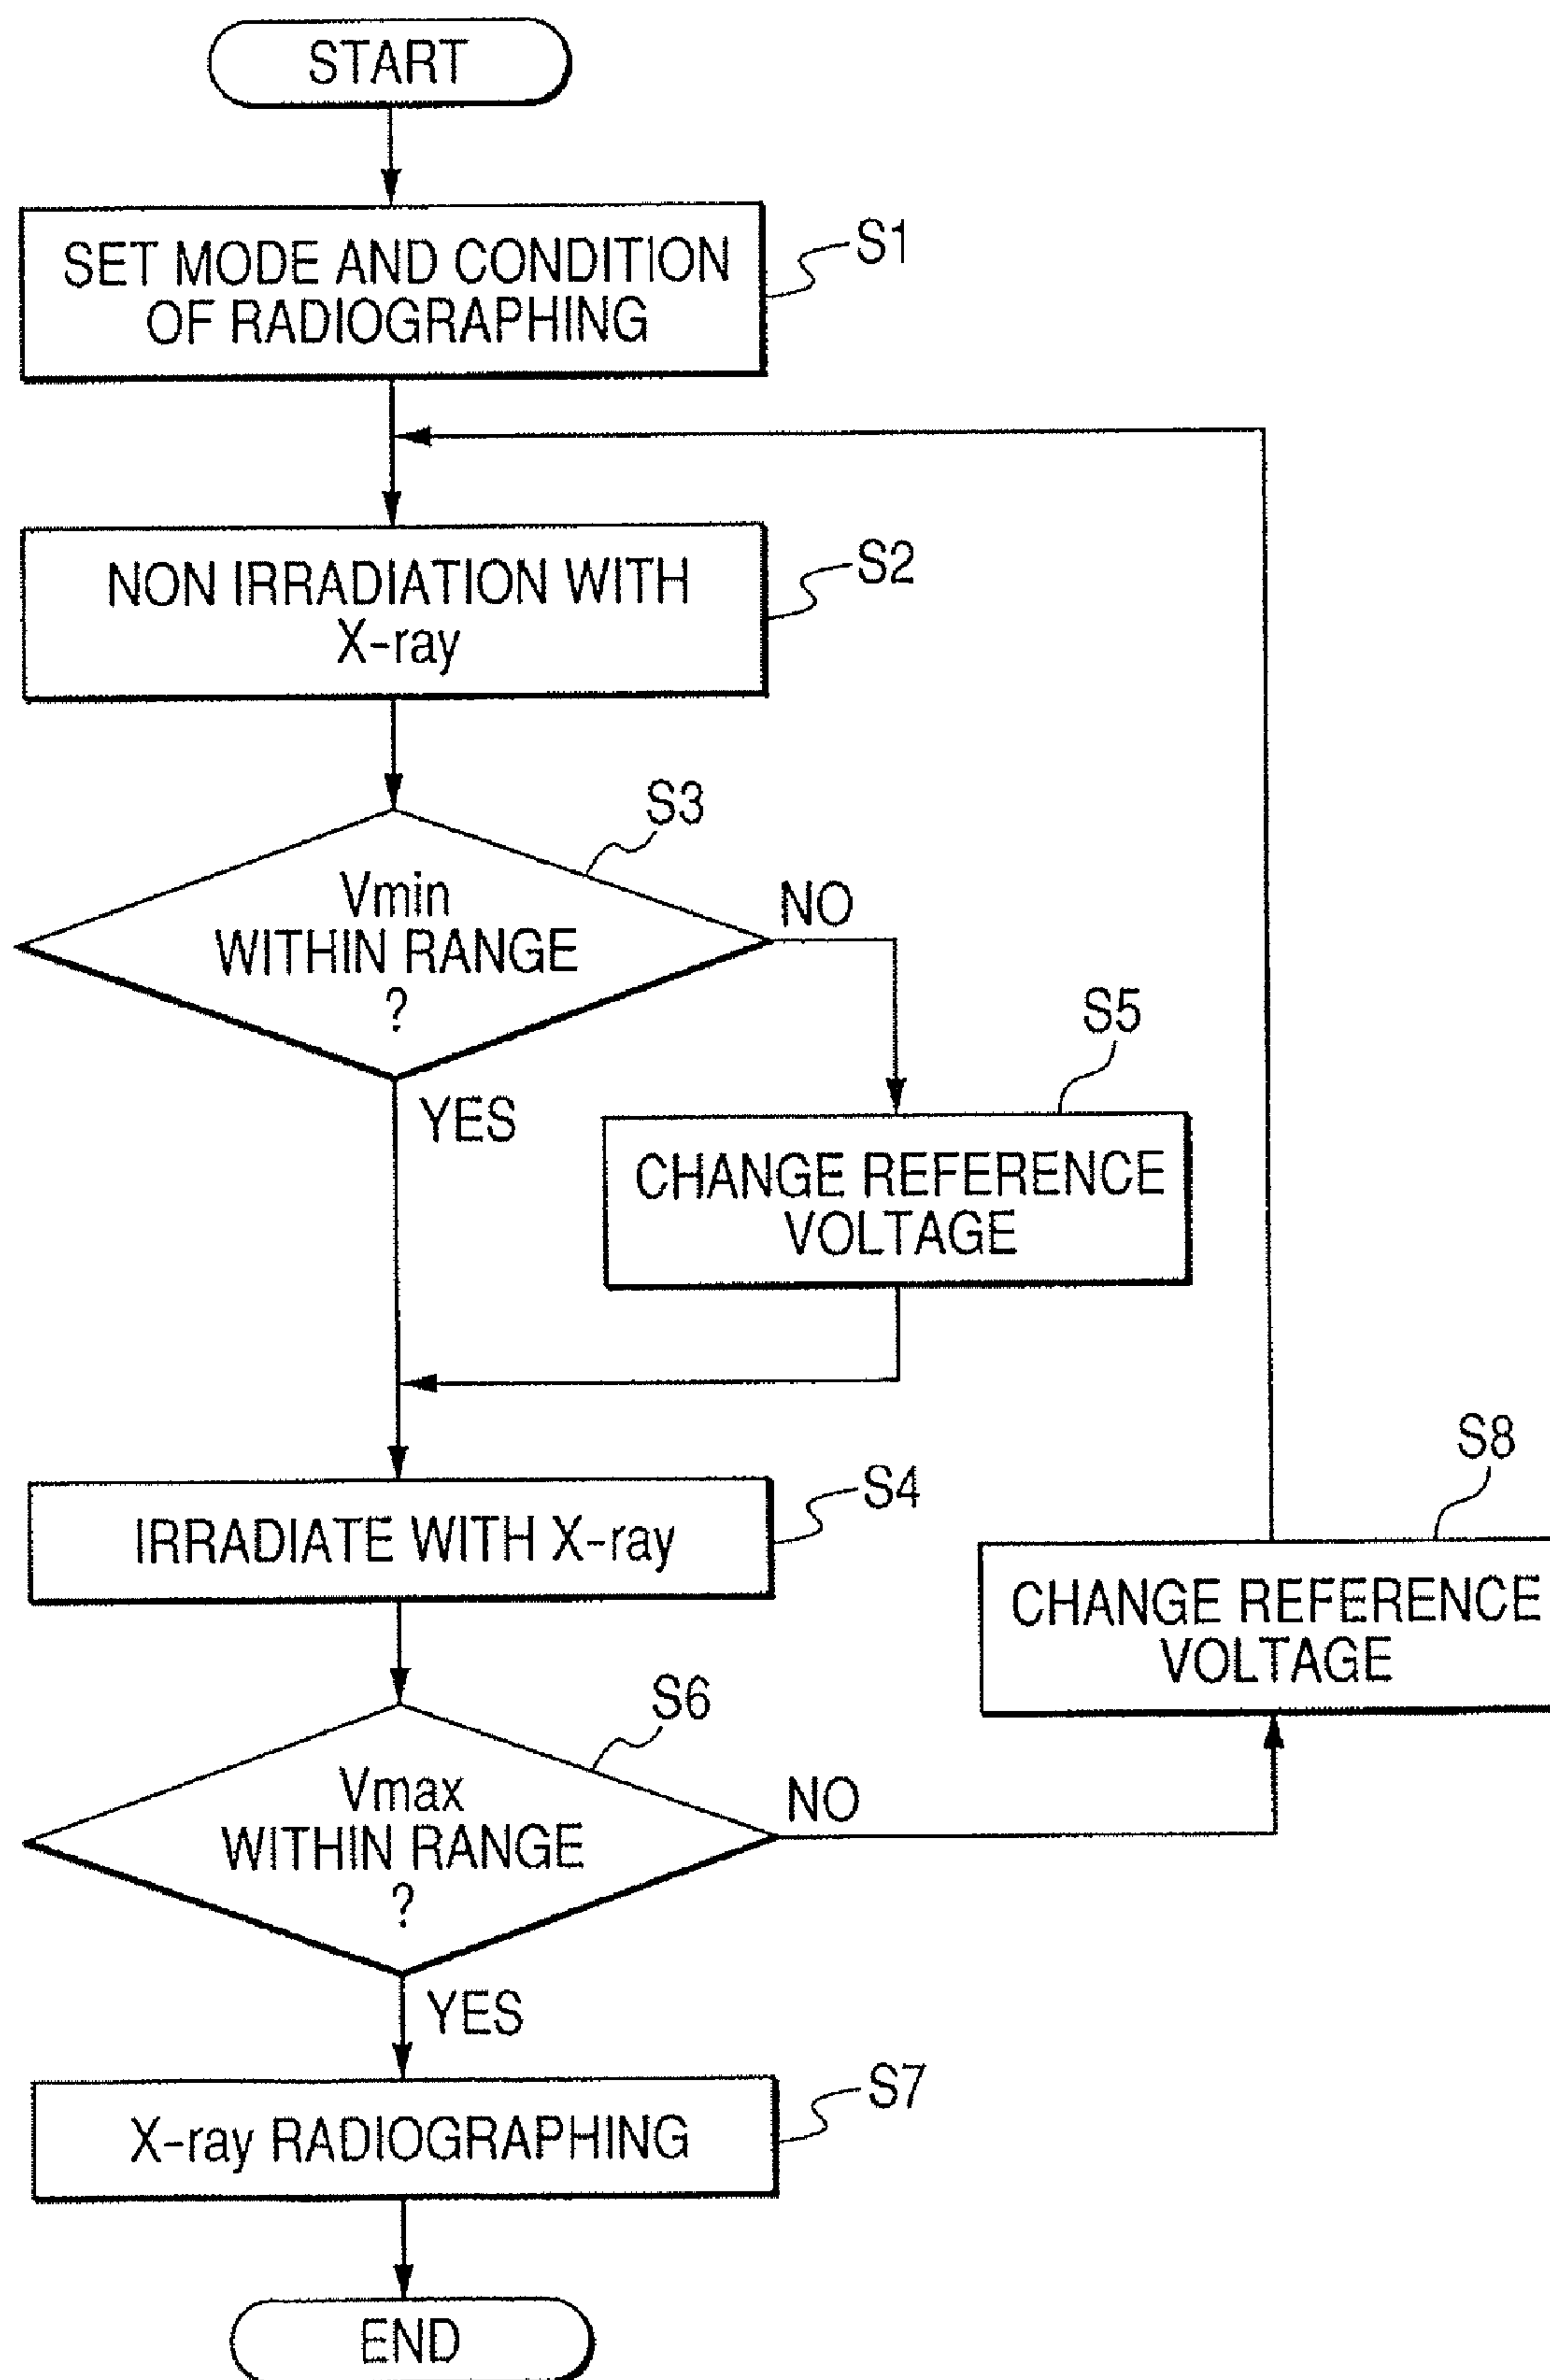 START
SET MODE AND CONDITION
OF RADIOGRAPHING
S1
NON IRRADIATION WITH
X-ray
S2
S3
Vmin
WITHIN RANGE
?
NO
YES
S5
CHANGE REFERENCE
VOLTAGE
S4
IRRADIATE WITH X-ray
S8
CHANGE REFERENCE
VOLTAGE
S6
Vmax
WITHIN RANGE
?
NO
YES
S7
X-ray RADIOGRAPHING
END